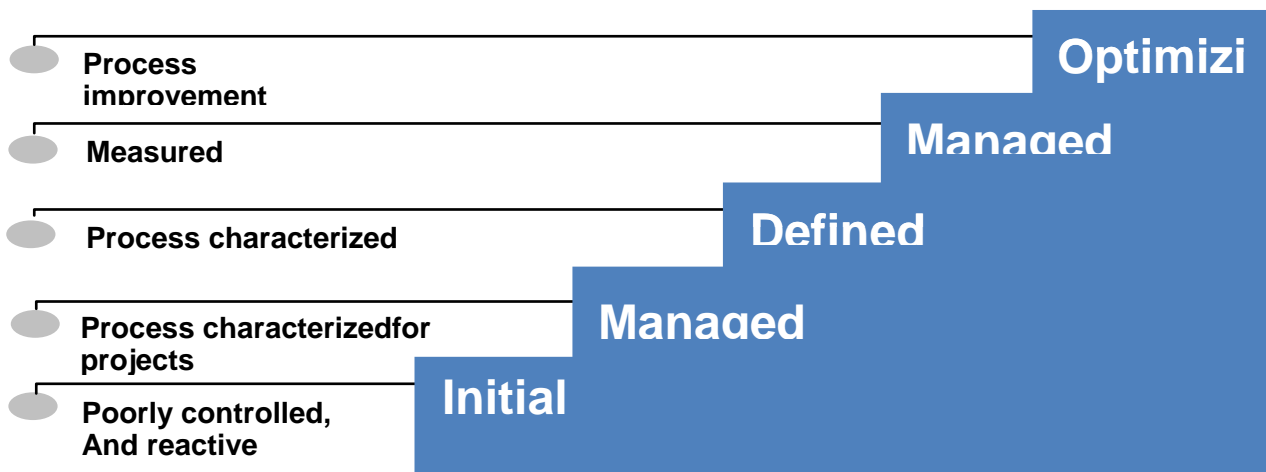 Optimizi
Process
improvement
Managed
Measured
Defined
Process characterized
Managed
Process characterizedfor
projects
Initial
Poorly controlled,
And reactive